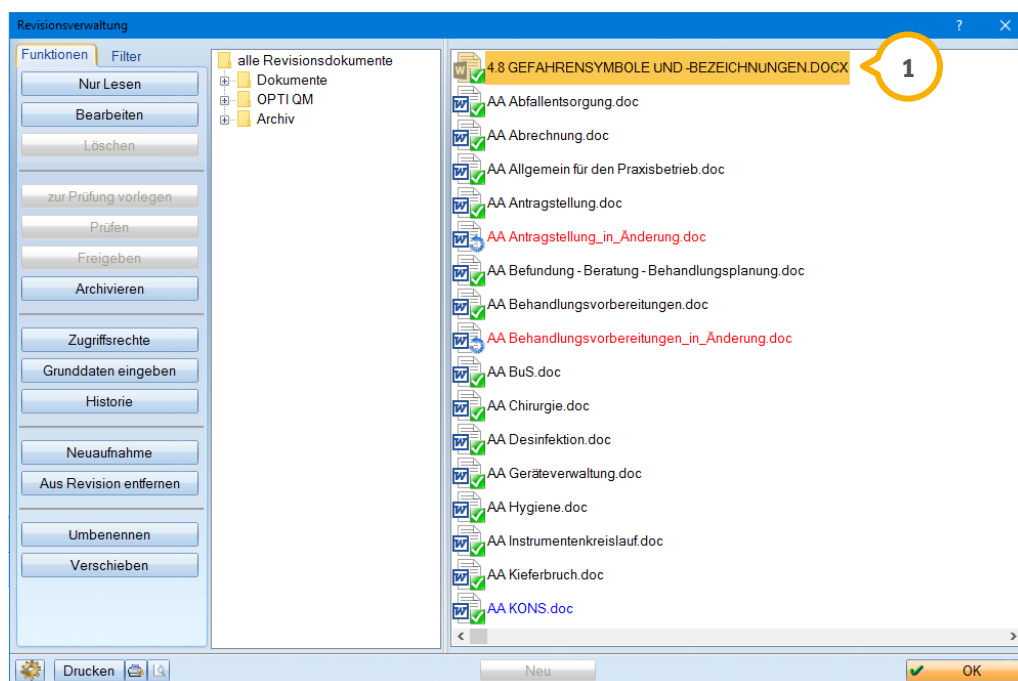 Revisionsverwaltung
Funktionen
Filter
Nur Lesen
Bearbeiten
Löschen
zur Prüfung vorlegen
Prüfen
Freigeben
Archivieren
Zugriffsrechte
Grunddaten eingeben
Historie
Neuaufnahme
Aus Revision entfernen
Umbenennen
Verschieben
alle Revisionsdokumente
Dokumente
OPTI QM
Archiv
4.8 GEFAHRENSYMBOLE UND -BEZEICHNUNGEN.DOCX
1
AA Abfallentsorgung.doc
AA Abrechnung.doc
AA Allgemein für den Praxisbetrieb.doc
AA Antragstellung.doc
AA Antragstellung_in_Änderung.doc
AA Befundung - Beratung - Behandlungsplanung.doc
AA Behandlungsvorbereitungen.doc
AA Behandlungsvorbereitungen_in_Änderung.doc
AA BuS.doc
AA Chirurgie.doc
AA Desinfektion.doc
AA Geräteverwaltung.doc
AA Hygiene.doc
AA Instrumentenkreislauf.doc
AA Kieferbruch.doc
AA KONS.doc
Drucken
Neu
OK